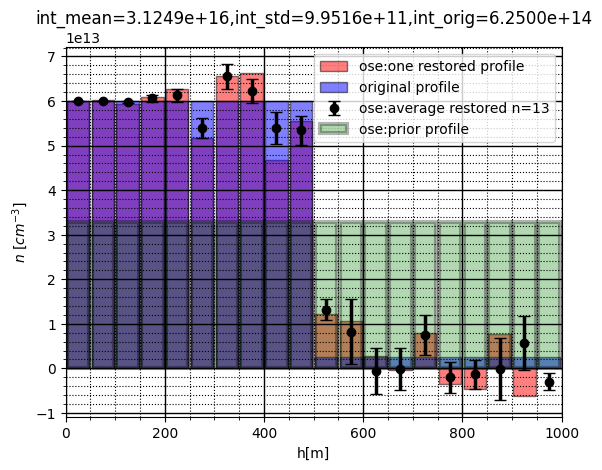 int_mean=3.1249e+16,int_std=9.9516e+11,int_orig=6.2500e+14
1e13
ose:one restored profile
original profile
ose:average restored n=13
ose:prior profile
7
6
5
4
3
2
1
0
−1
n [cm⁻³]
0 200 400 600 800 1000
h[m]